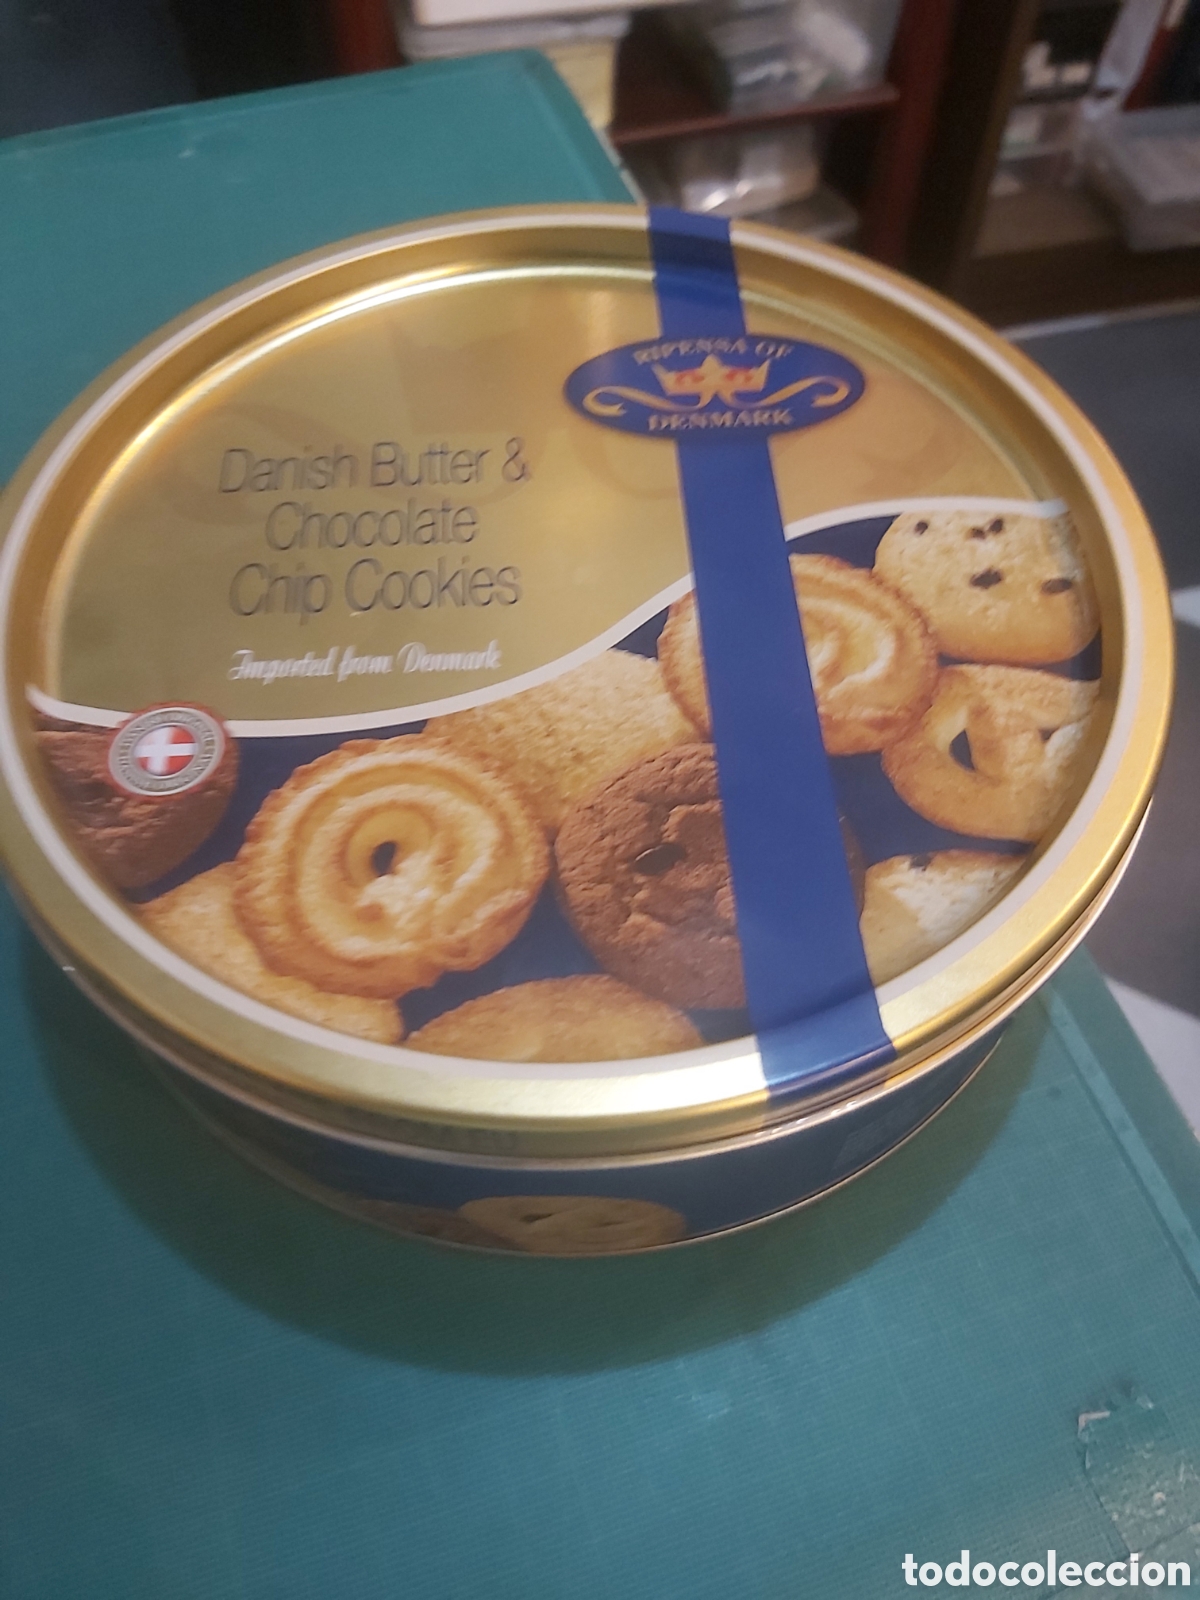 RIPENSA OF
DENMARK
Danish Butter &
Chocolate
Chip Cookies
Imported from Denmark
todocoleccion